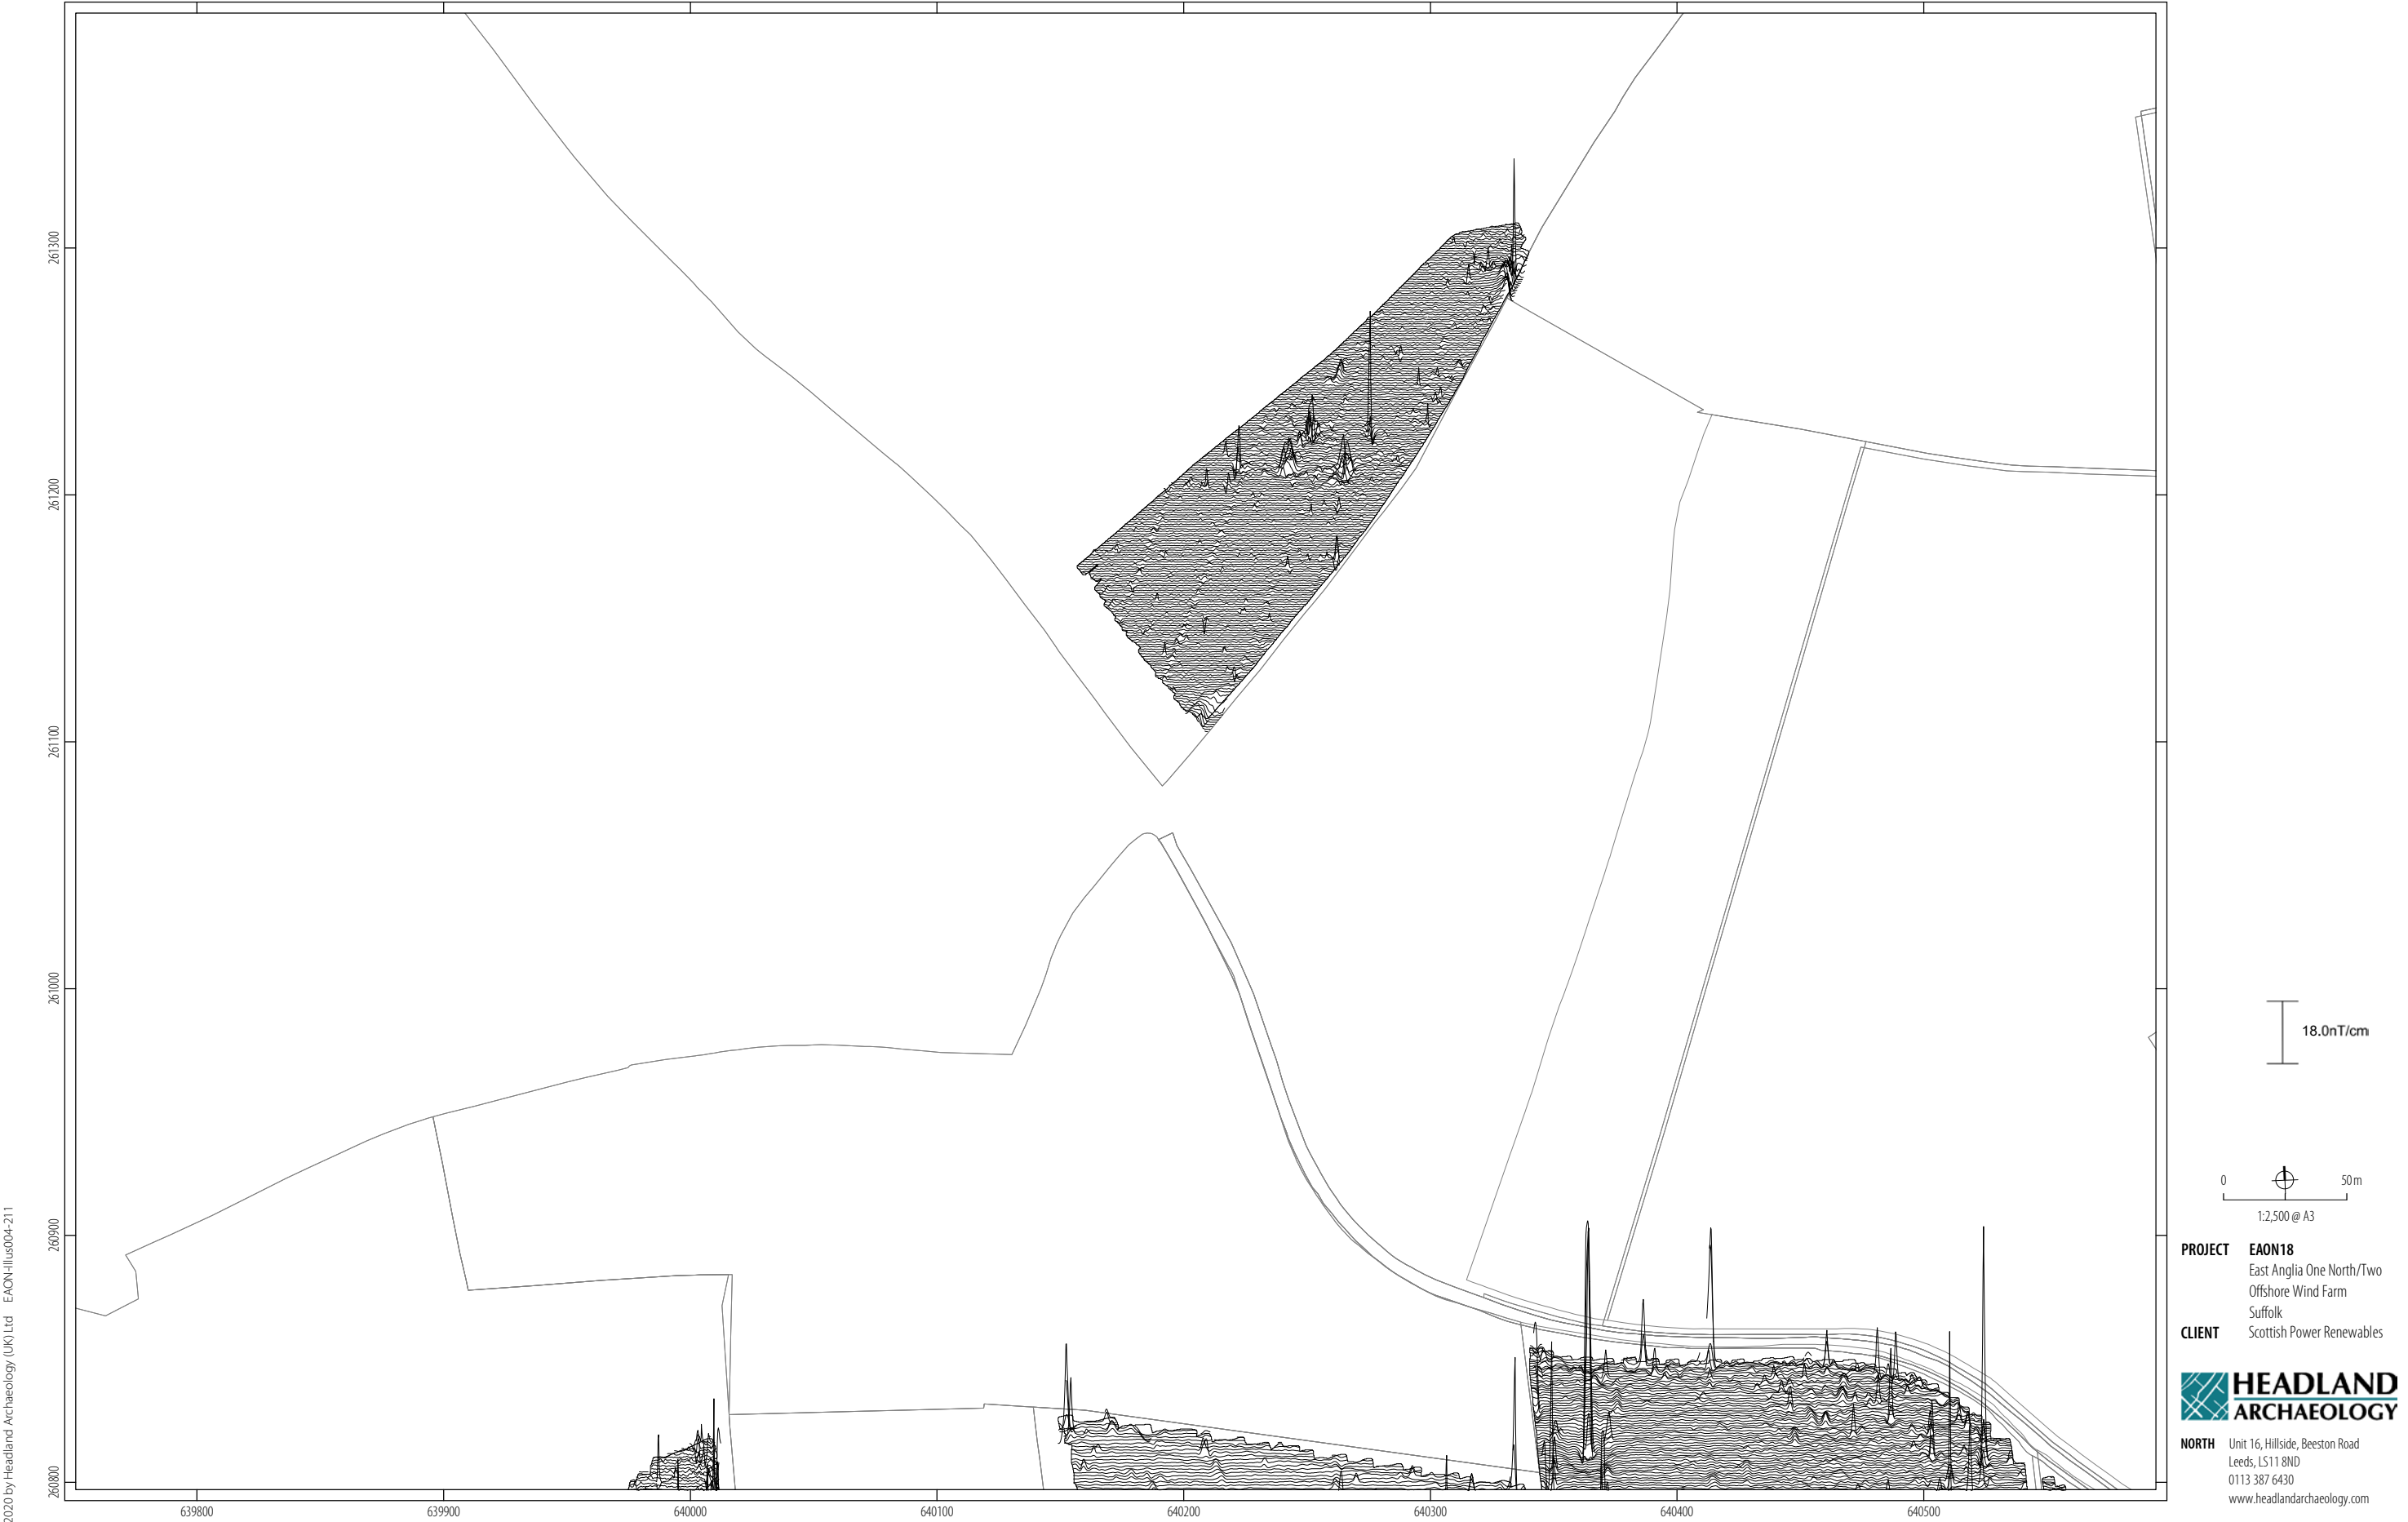 261300
261200
261100
261000
260900
260800
639800
639900
640000
640100
640200
640300
640400
640500
2020 by Headland Archaeology (UK) Ltd EAON-Illus004-211
18.0nT/cm
0
50 m
1:2,500 @ A3
PROJECT EAON18
East Anglia One North/Two
Offshore Wind Farm
Suffolk
CLIENT Scottish Power Renewables
HEADLAND
ARCHAEOLOGY
NORTH Unit 16, Hillside, Beeston Road
Leeds, LS11 8ND
0113 387 6430
www.headlandarchaeology.com